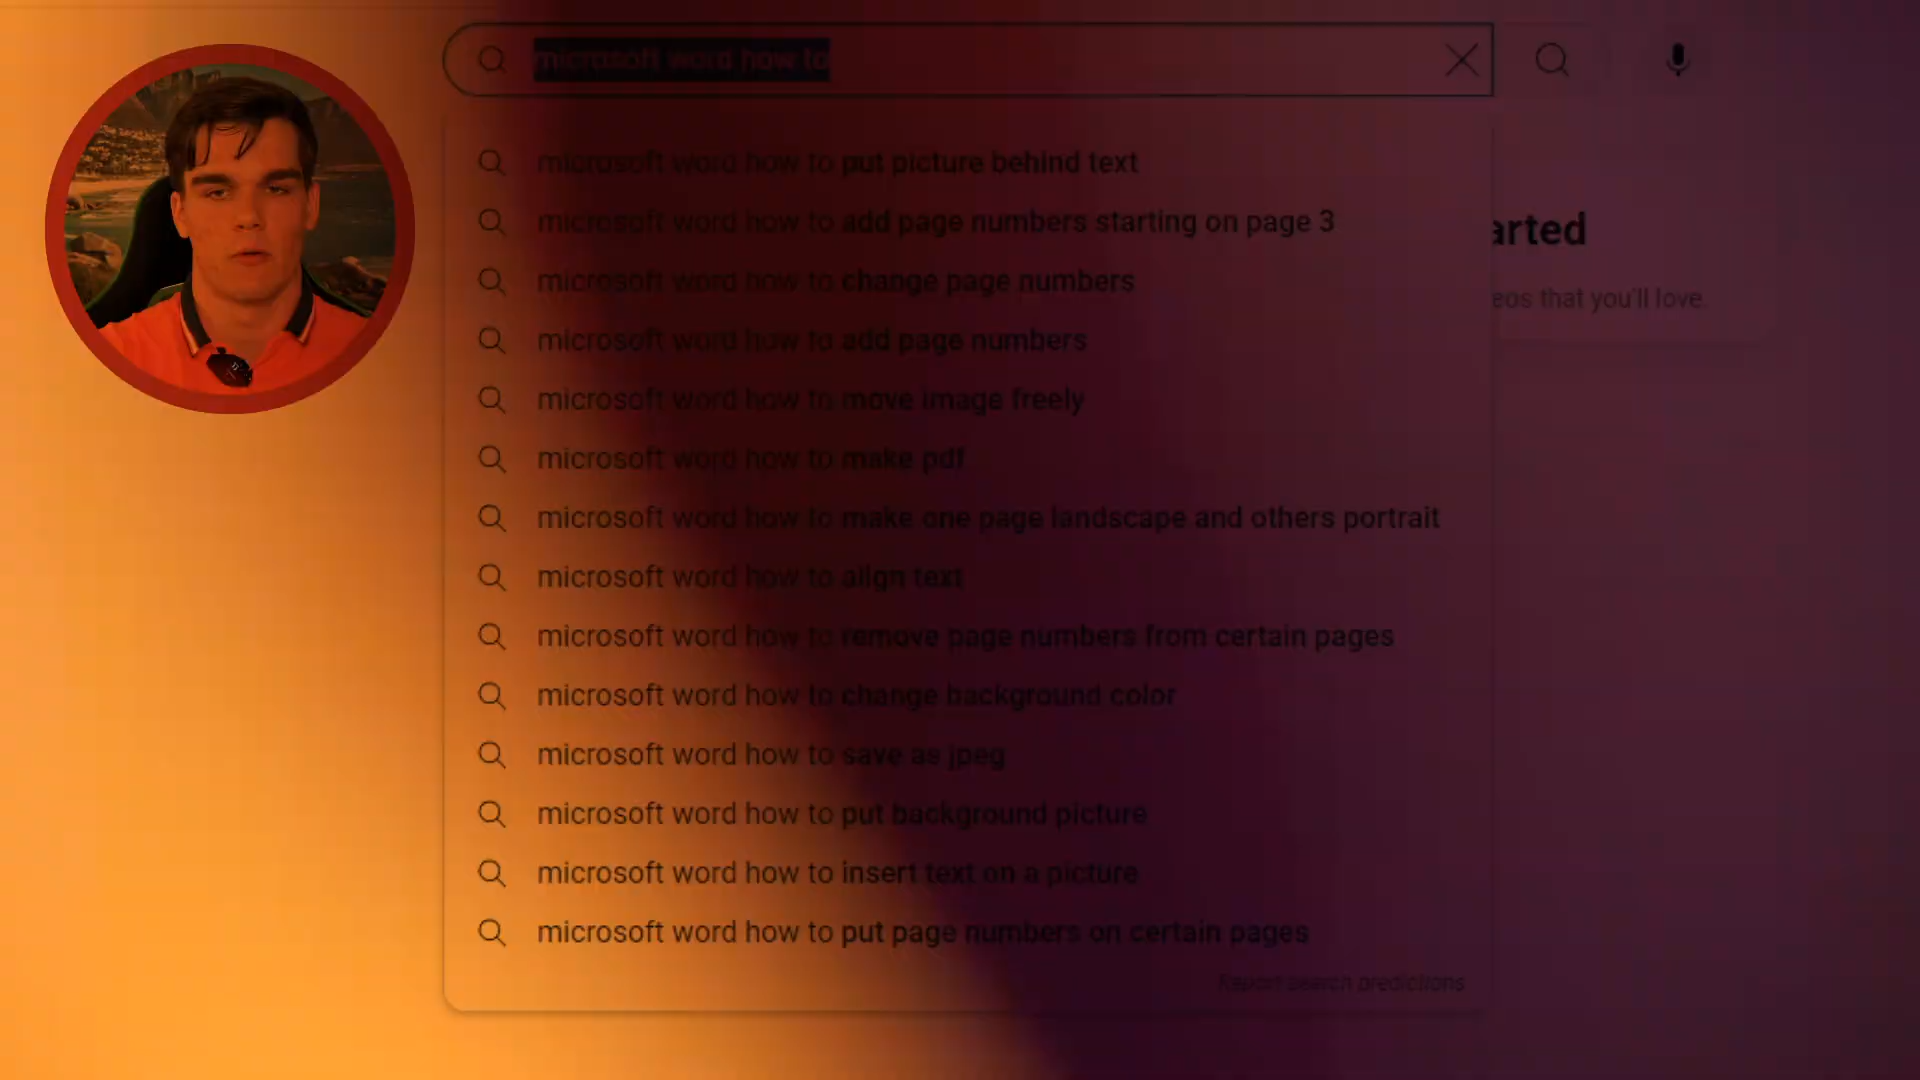 microsoft word how to
microsoft word how to put picture behind text
microsoft word how to add page numbers starting on page 3
arted
microsoft word how to change page numbers
eos that you'll love.
microsoft word how to add page numbers
microsoft word how to move image freely
microsoft word how to make pdf
microsoft word how to make one page landscape and others portrait
microsoft word how to align text
microsoft word how to remove page numbers from certain pages
microsoft word how to change background color
microsoft word how to save as jpeg
microsoft word how to put background picture
microsoft word how to insert text on a picture
microsoft word how to put page numbers on certain pages
Report search predictions